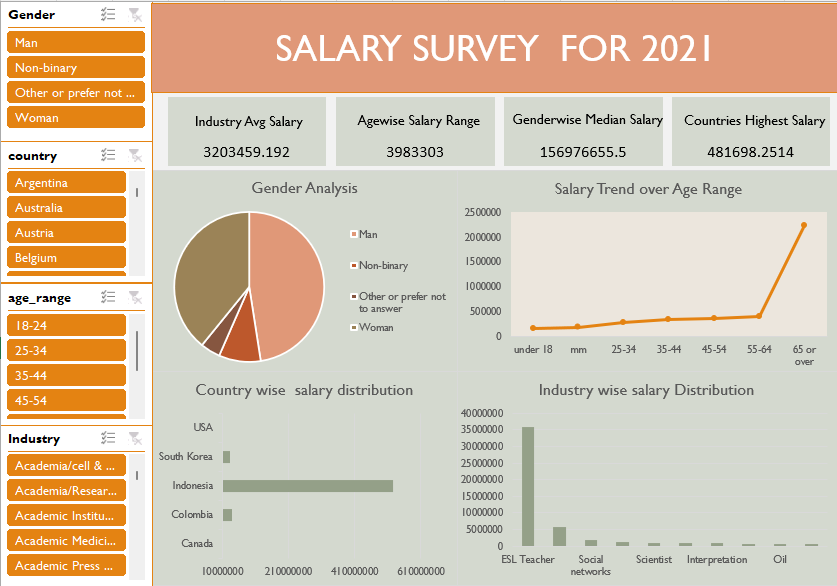 Gender
Man
Non-binary
Other or prefer not ...
Woman
country
Argentina
Australia
Austria
Belgium
age_range
18-24
25-34
35-44
45-54
Industry
Academia/cell & ...
Academia/Resear...
Academic Institu...
Academic Medici...
Academic Press ...
SALARY SURVEY FOR 2021
Industry Avg Salary
3203459.192
Agewise Salary Range
3983303
Genderwise Median Salary
156976655.5
Countries Highest Salary
481698.2514
Gender Analysis
Man
Non-binary
Other or prefer not
to answer
Woman
Salary Trend over Age Range
2500000
2000000
1500000
1000000
500000
0
under 18 mm 25-34 35-44 45-54 55-64 65 or
over
Country wise salary distribution
USA
South Korea
Indonesia
Colombia
Canada
10000000 210000000 410000000 610000000
Industry wise salary Distribution
40000000
35000000
30000000
25000000
20000000
15000000
10000000
5000000
0
ESL Teacher Social Scientist Interpretation Oil
networks